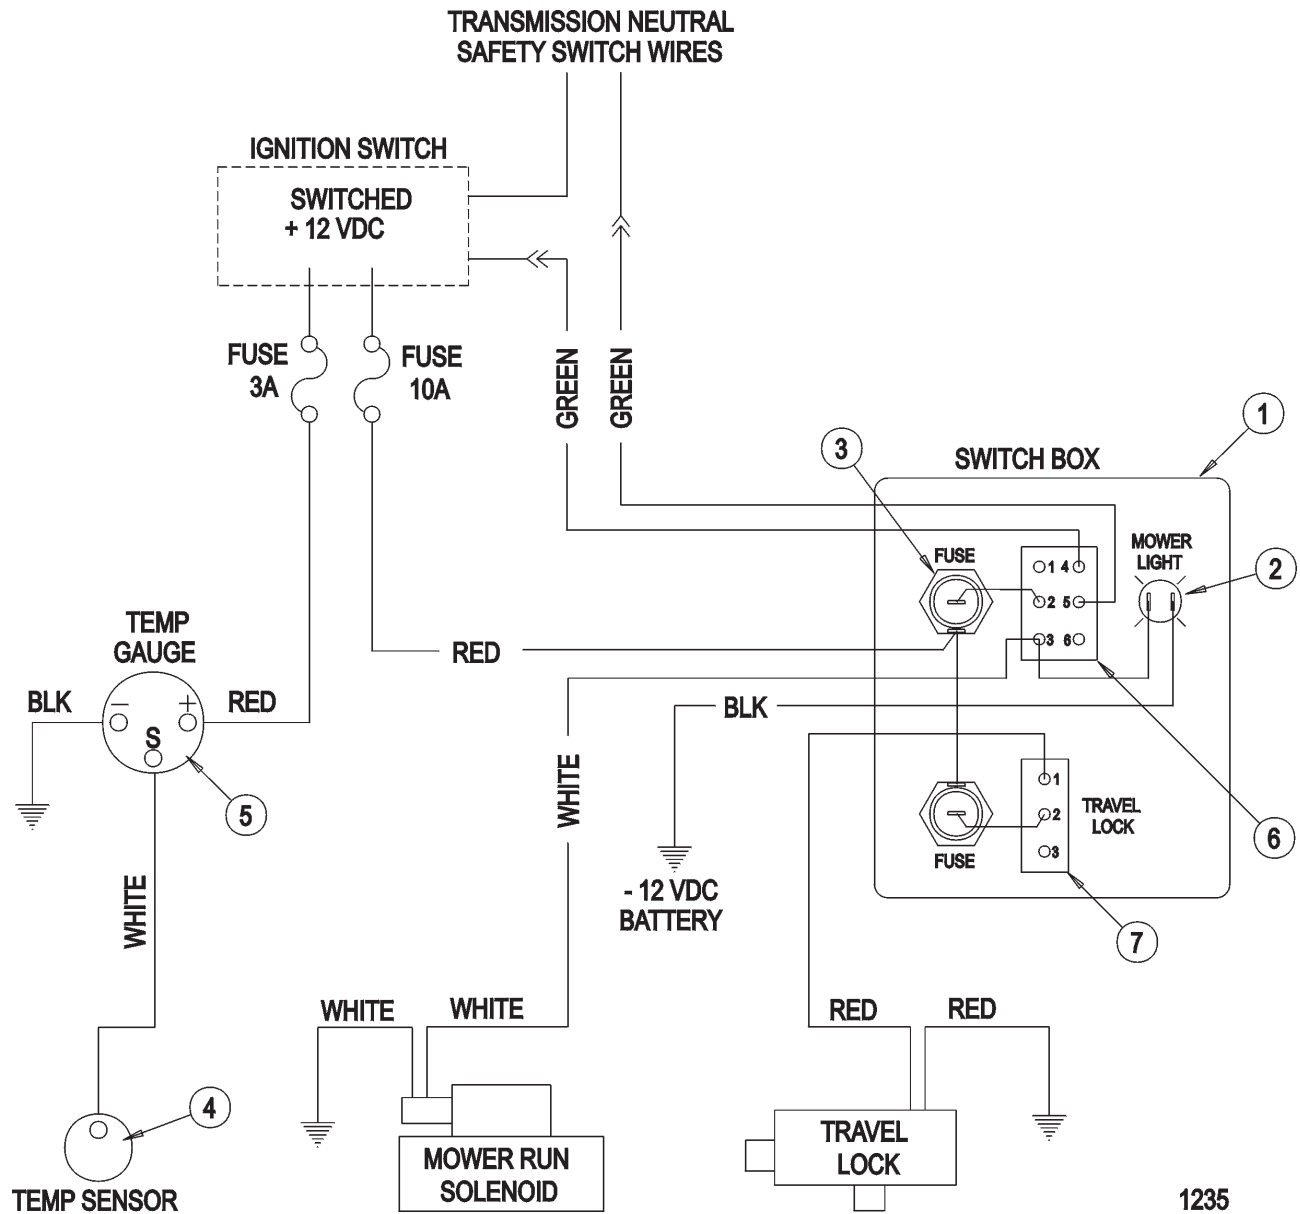 TRANSMISSION NEUTRAL
SAFETY SWITCH WIRES
IGNITION SWITCH
SWITCHED
+ 12 VDC
FUSE
3A
FUSE
10A
GREEN
GREEN
1
3
SWITCH BOX
FUSE
MOWER
LIGHT
2
1 4
2 5
3 6
TEMP
GAUGE
RED
BLK
− +
S
RED
BLK
5
WHITE
1
2
3
TRAVEL
LOCK
6
FUSE
- 12 VDC
BATTERY
7
WHITE
WHITE
WHITE
RED
RED
4
TEMP SENSOR
MOWER RUN
SOLENOID
TRAVEL
LOCK
1235